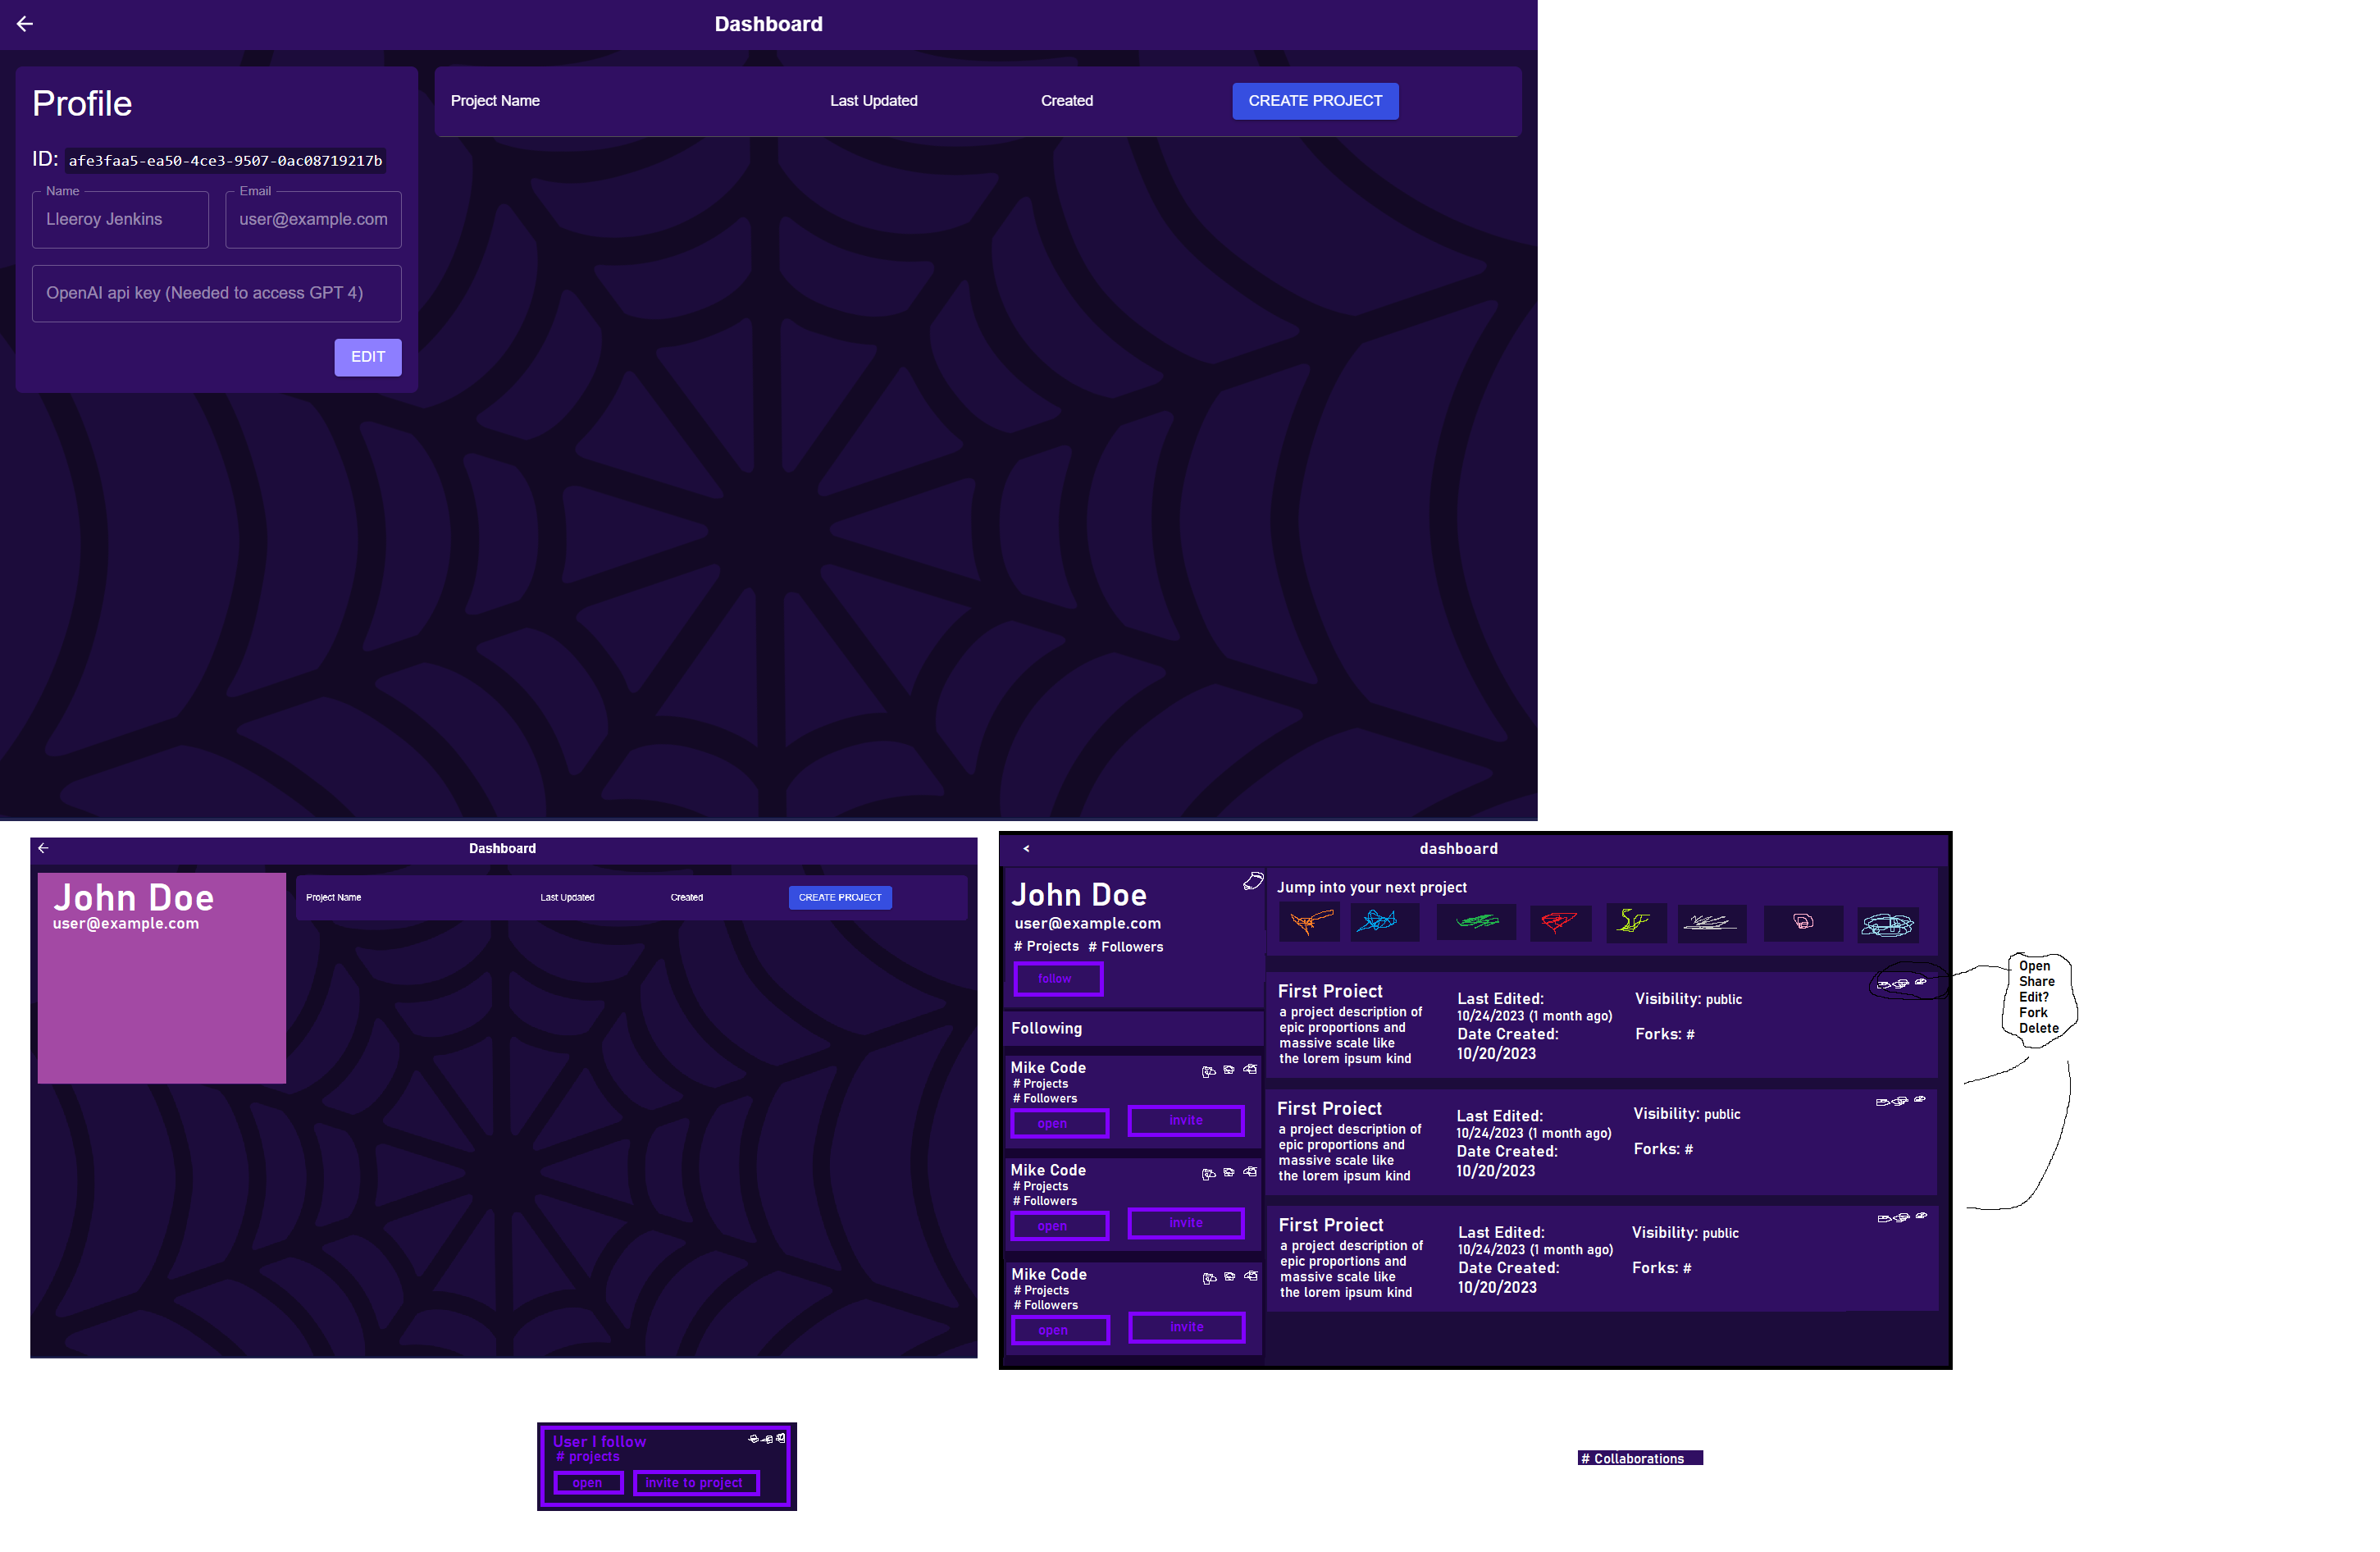 Dashboard
Profile
ID: afe3faa5-ea50-4ce3-9507-0ac08719217b
Name
Lleeroy Jenkins
Email
user@example.com
OpenAI api key (Needed to access GPT 4)
EDIT
Project Name
Last Updated
Created
CREATE PROJECT
Dashboard
John Doe
user@example.com
Project Name
Last Updated
Created
CREATE PROJECT
< dashboard
John Doe
user@example.com
# Projects # Followers
follow
Following
Mike Code
# Projects
# Followers
open invite
Mike Code
# Projects
# Followers
open invite
Mike Code
# Projects
# Followers
open invite
Jump into your next project
First Project
a project description of
epic proportions and
massive scale like
the lorem ipsum kind
Last Edited:
10/24/2023 (1 month ago)
Date Created:
10/20/2023
Visibility: public
Forks: #
First Project
a project description of
epic proportions and
massive scale like
the lorem ipsum kind
Last Edited:
10/24/2023 (1 month ago)
Date Created:
10/20/2023
Visibility: public
Forks: #
First Project
a project description of
epic proportions and
massive scale like
the lorem ipsum kind
Last Edited:
10/24/2023 (1 month ago)
Date Created:
10/20/2023
Visibility: public
Forks: #
Open
Share
Edit?
Fork
Delete
User I follow
# projects
open invite to project
# Collaborations